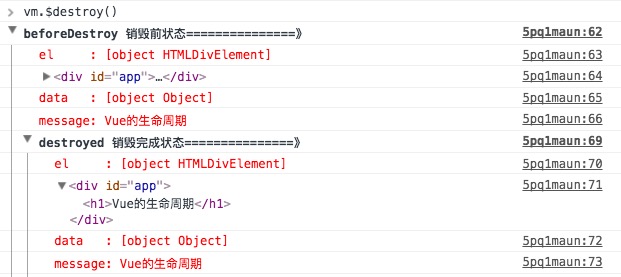 vm.$destroy()
beforeDestroy 销毁前状态===============》 5pq1maun:62
el : [object HTMLDivElement] 5pq1maun:63
<div id="app">…</div> 5pq1maun:64
data : [object Object] 5pq1maun:65
message: Vue的生命周期 5pq1maun:66
destroyed 销毁完成状态===============》 5pq1maun:69
el : [object HTMLDivElement] 5pq1maun:70
<div id="app"> 5pq1maun:71
<h1>Vue的生命周期</h1>
</div>
data : [object Object] 5pq1maun:72
message: Vue的生命周期 5pq1maun:73